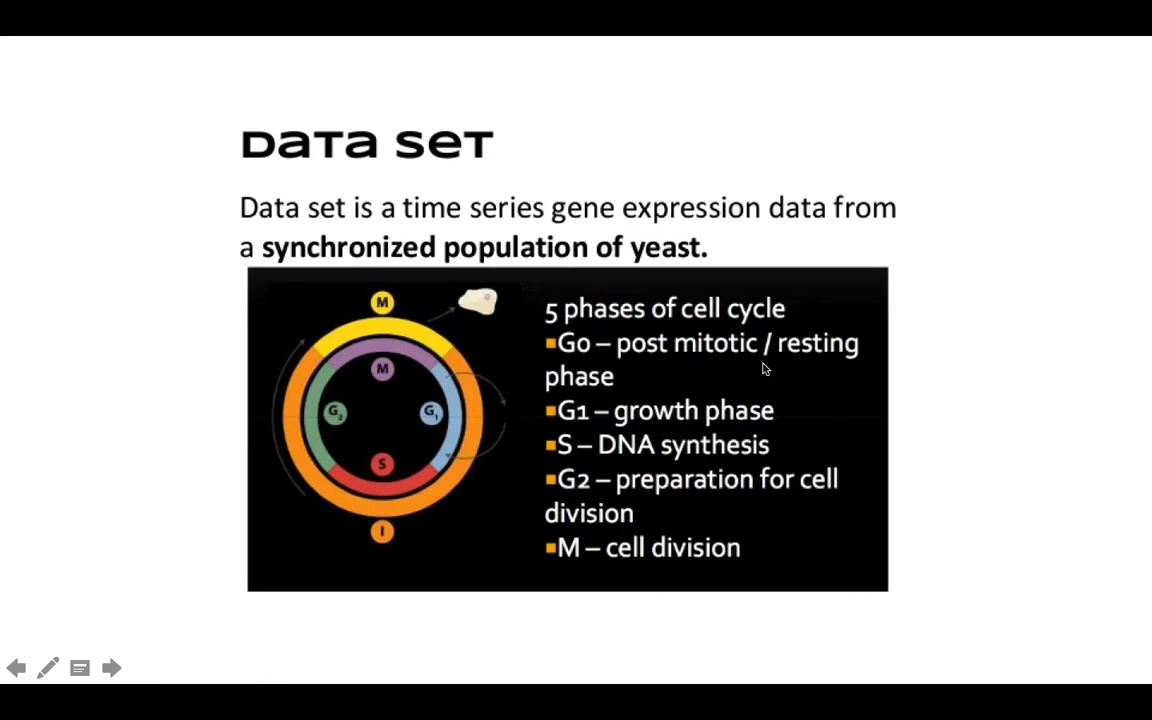 Data Set
Data set is a time series gene expression data from
a synchronized population of yeast.
M
M
G2
G1
S
I
5 phases of cell cycle
▪G0 – post mitotic / resting
phase
▪G1 – growth phase
▪S – DNA synthesis
▪G2 – preparation for cell
division
▪M – cell division